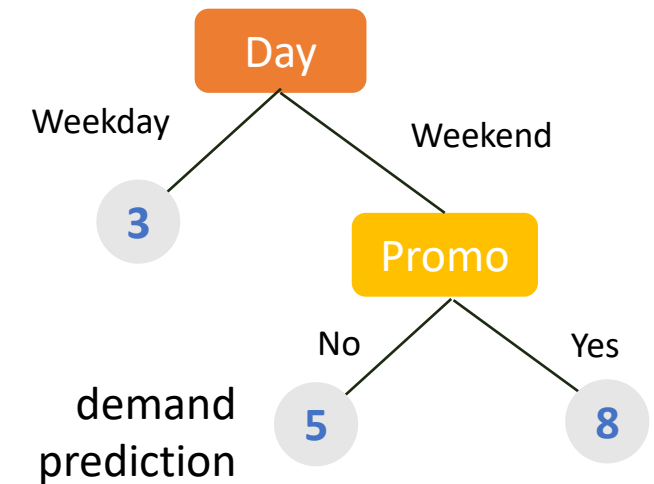 Day
Weekday
Weekend
3
Promo
No
Yes
demand
prediction
5
8